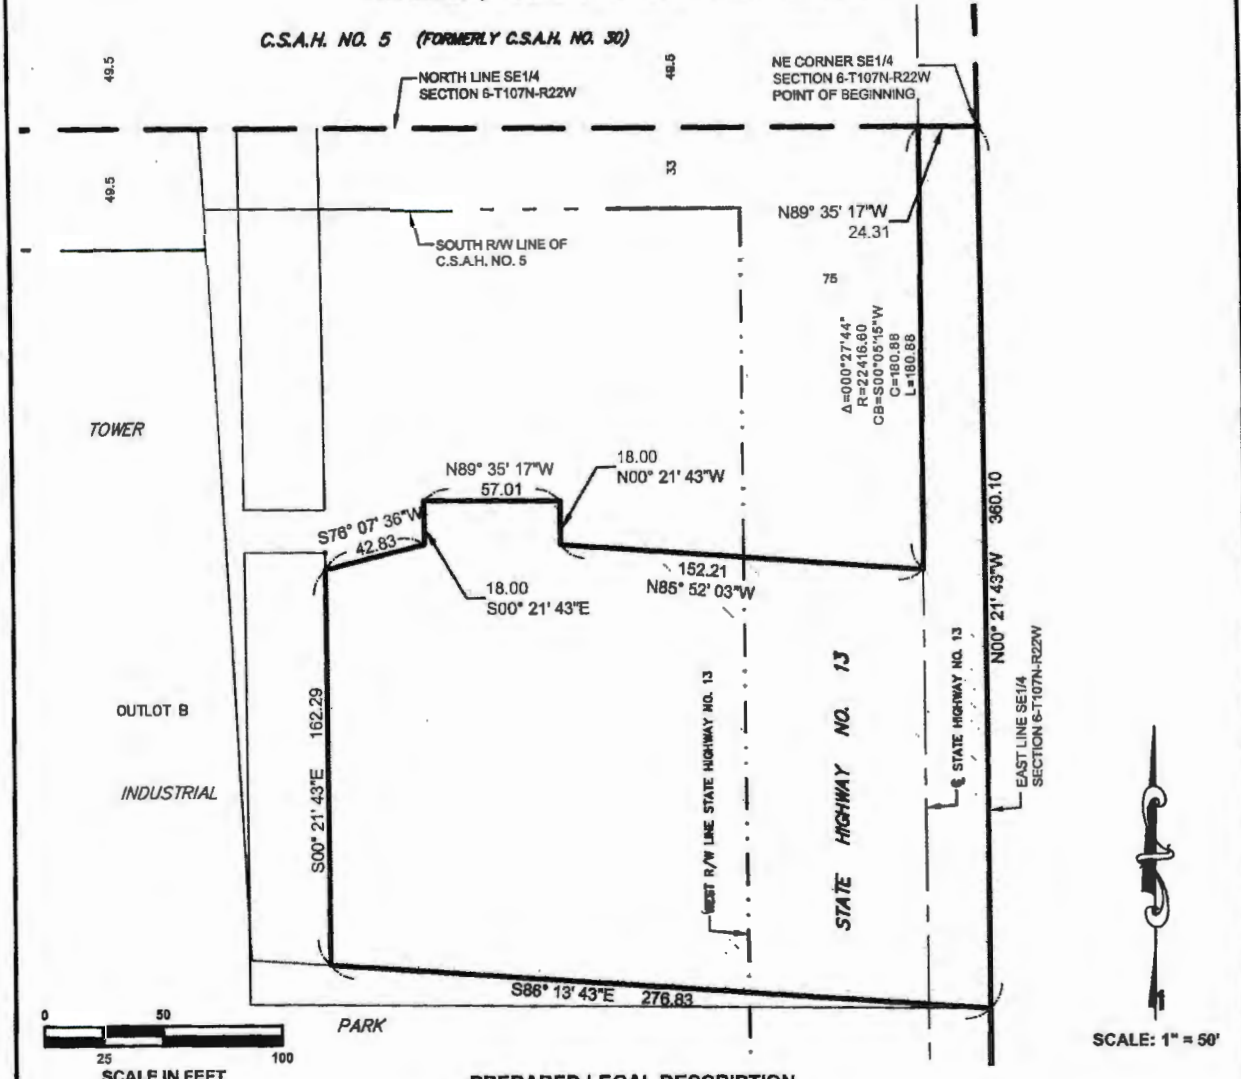 C.S.A.H. NO. 5 (FORMERLY C.S.A.H. NO. 30)
49.5
49.5
NORTH LINE SE1/4
SECTION 6-T107N-R22W
NE CORNER SE1/4
SECTION 6-T107N-R22W
POINT OF BEGINNING
49.5
33
N89° 35' 17"W
24.31
SOUTH R/W LINE OF
C.S.A.H. NO. 5
75
Δ=000°27'44"
R=22416.60
CB=S00°05'15"W
C=180.88
L=180.88
TOWER
N89° 35' 17"W
57.01
18.00
N00° 21' 43"W
S76° 07' 36"W
42.83
18.00
S00° 21' 43"E
152.21
N85° 52' 03"W
N00° 21' 43"W 360.10
OUTLOT B
INDUSTRIAL
S00° 21' 43"E 162.29
WEST R/W LINE STATE HIGHWAY NO. 13
STATE HIGHWAY NO. 13
℄ STATE HIGHWAY NO. 13
EAST LINE SE1/4
SECTION 6-T107N-R22W
S86° 13' 43"E 276.83
PARK
0 50
25 100
SCALE IN FEET
SCALE: 1" = 50'
PREPARED LEGAL DESCRIPTION